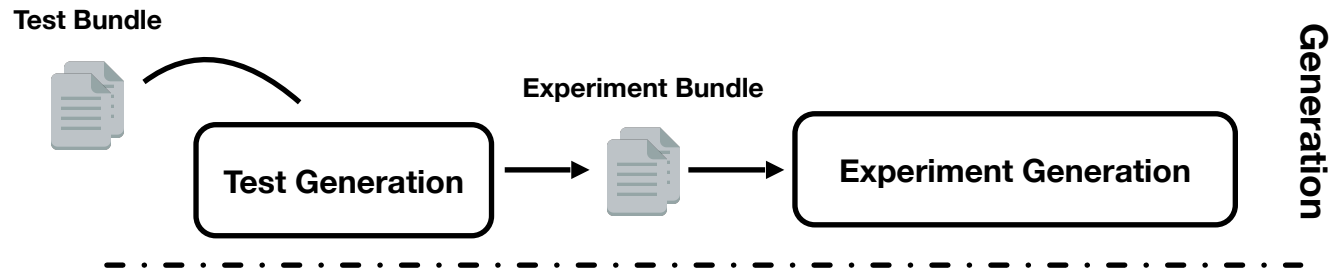 Test Bundle
Experiment Bundle
Test Generation
Experiment Generation
Generation